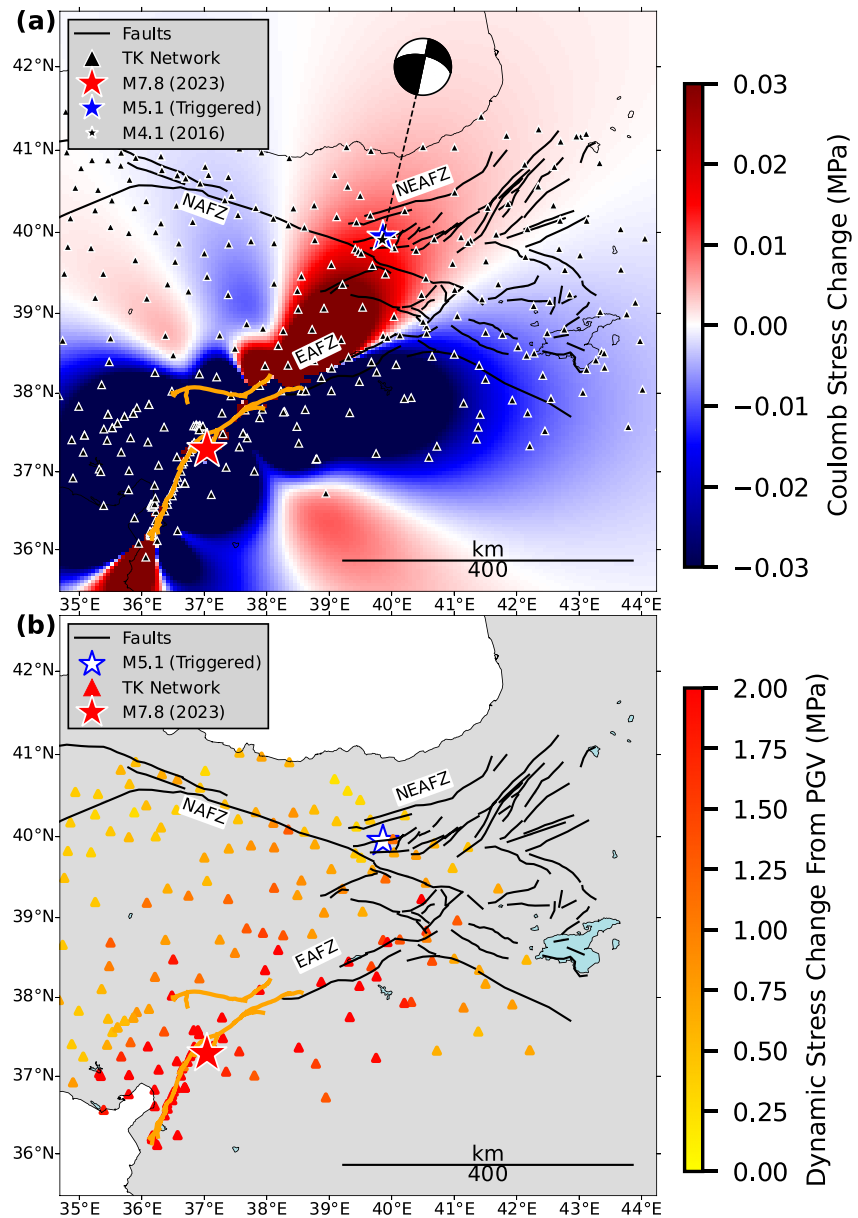 (a)
Faults
TK Network
M7.8 (2023)
M5.1 (Triggered)
M4.1 (2016)
42°N
41°N
40°N
39°N
38°N
37°N
36°N
NAFZ
NEAFZ
EAFZ
km
400
35°E 36°E 37°E 38°E 39°E 40°E 41°E 42°E 43°E 44°E
0.03
0.02
0.01
0.00
−0.01
−0.02
−0.03
Coulomb Stress Change (MPa)
(b)
Faults
M5.1 (Triggered)
TK Network
M7.8 (2023)
42°N
41°N
40°N
39°N
38°N
37°N
36°N
NAFZ
NEAFZ
EAFZ
km
400
35°E 36°E 37°E 38°E 39°E 40°E 41°E 42°E 43°E 44°E
2.00
1.75
1.50
1.25
1.00
0.75
0.50
0.25
0.00
Dynamic Stress Change From PGV (MPa)